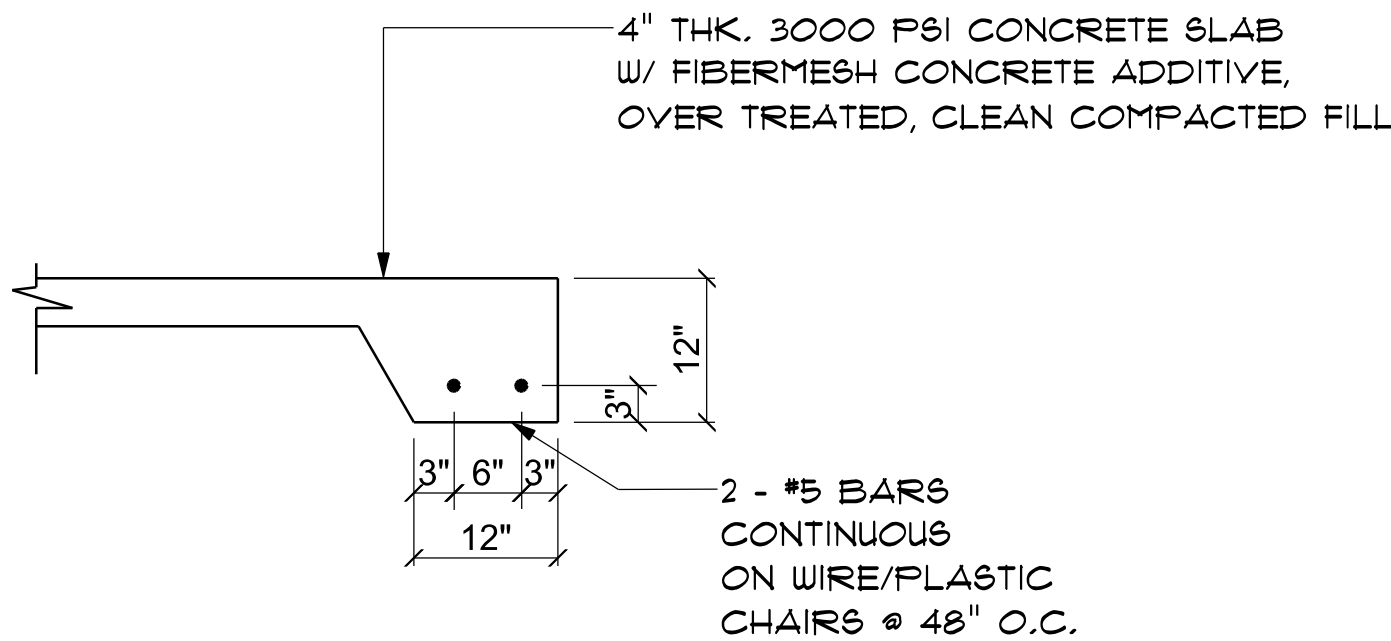 4" THK. 3000 PSI CONCRETE SLAB
W/ FIBERMESH CONCRETE ADDITIVE,
OVER TREATED, CLEAN COMPACTED FILL
12"
3"
3" 6" 3"
12"
2 - #5 BARS
CONTINUOUS
ON WIRE/PLASTIC
CHAIRS @ 48" O.C.